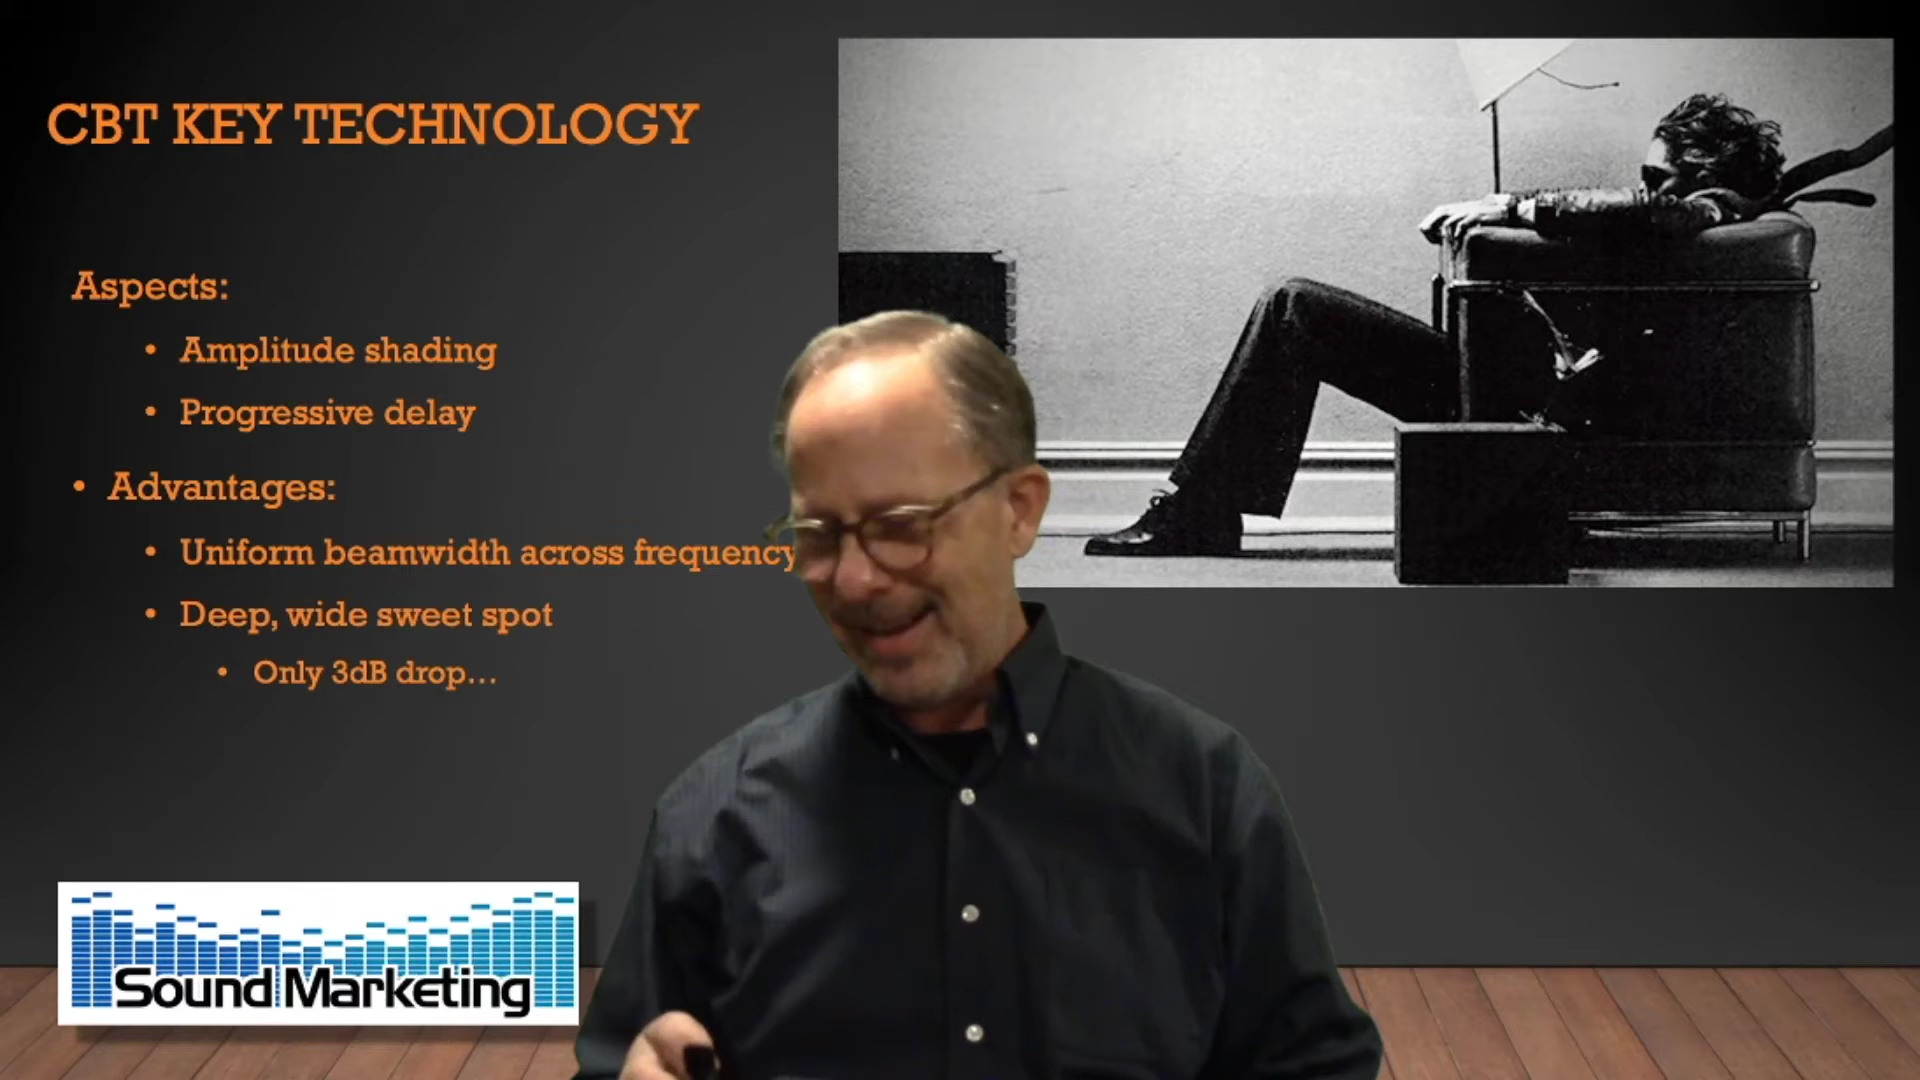 CBT KEY TECHNOLOGY
Aspects:
• Amplitude shading
• Progressive delay
• Advantages:
• Uniform beamwidth across frequency
• Deep, wide sweet spot
• Only 3dB drop...
Sound Marketing